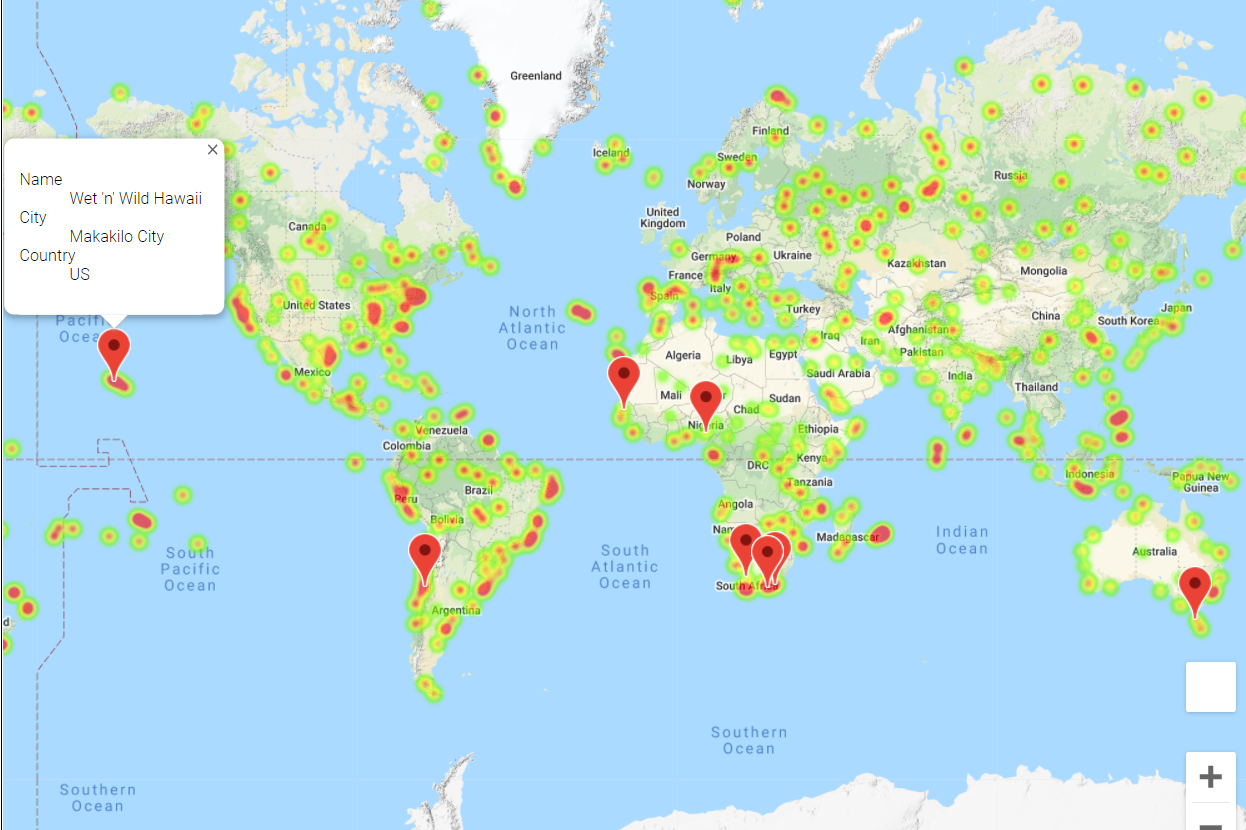 Greenland
Finland
Iceland
Sweden
Norway
Russia
×
Name
Wet 'n' Wild Hawaii
City
Makakilo City
Country
US
Canada
United
Kingdom
Poland
Germany
Ukraine
France
Kazakhstan
Mongolia
Italy
Spain
United States
North
Atlantic
Ocean
Turkey
Japan
China
South Korea
Pacif
Ocea
Iraq
Iran
Afghanistan
Pakistan
Algeria
Libya
Egypt
Saudi Arabia
India
Thailand
Mexico
Mali
Chad
Sudan
Nigeria
Ethiopia
Venezuela
Colombia
DRC
Kenya
Tanzania
Indonesia
Papua New
Guinea
Brazil
Peru
Bolivia
Angola
Nam
Madagascar
Indian
Ocean
South
Pacific
Ocean
South
Atlantic
Ocean
Australia
South Africa
Argentina
d
Southern
Ocean
Southern
Ocean
+